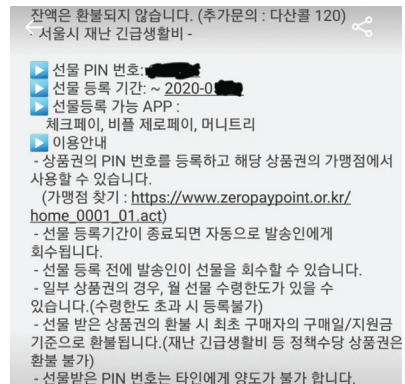 잔액은 환불되지 않습니다. (추가문의 : 다산콜 120)
- 서울시 재난 긴급생활비 -
선물 PIN 번호:
선물 등록 기간: ~ 2020-0
선물등록 가능 APP :
체크페이, 비플 제로페이, 머니트리
이용안내
- 상품권의 PIN 번호를 등록하고 해당 상품권의 가맹점에서
사용할 수 있습니다.
(가맹점 찾기 : https://www.zeropaypoint.or.kr/
home_0001_01.act)
- 선물 등록기간이 종료되면 자동으로 발송인에게
회수됩니다.
- 선물 등록 전에 발송인이 선물을 회수할 수 있습니다.
- 일부 상품권의 경우, 월 선물 수령한도가 있을 수
있습니다.(수령한도 초과 시 등록불가)
- 선물 받은 상품권의 환불 시 최초 구매자의 구매일/지원금
기준으로 환불됩니다.(재난 긴급생활비 등 정책수당 상품권은
환불 불가)
- 선물받은 PIN 번호는 타인에게 양도가 불가 합니다.